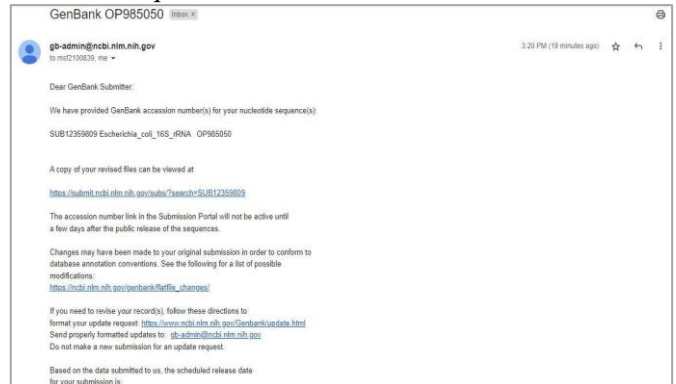 GenBank OP985050 Inbox x
gb-admin@ncbi.nlm.nih.gov
3:20 PM (19 minutes ago)
to msf2100839, me
Dear GenBank Submitter:
We have provided GenBank accession number(s) for your nucleotide sequence(s):
SUB12359809 Escherichia_coli_16S_rRNA OP985050
A copy of your revised files can be viewed at
https://submit.ncbi.nlm.nih.gov/subs/?search=SUB12359809
The accession number link in the Submission Portal will not be active until
a few days after the public release of the sequences.
Changes may have been made to your original submission in order to conform to
database annotation conventions. See the following for a list of possible
modifications:
https://ncbi.nlm.nih.gov/genbank/flatfile_changes/
If you need to revise your record(s), follow these directions to
format your update request: https://www.ncbi.nlm.nih.gov/Genbank/update.html
Send properly formatted updates to: gb-admin@ncbi.nlm.nih.gov
Do not make a new submission for an update request.
Based on the data submitted to us, the scheduled release date
for your submission is: